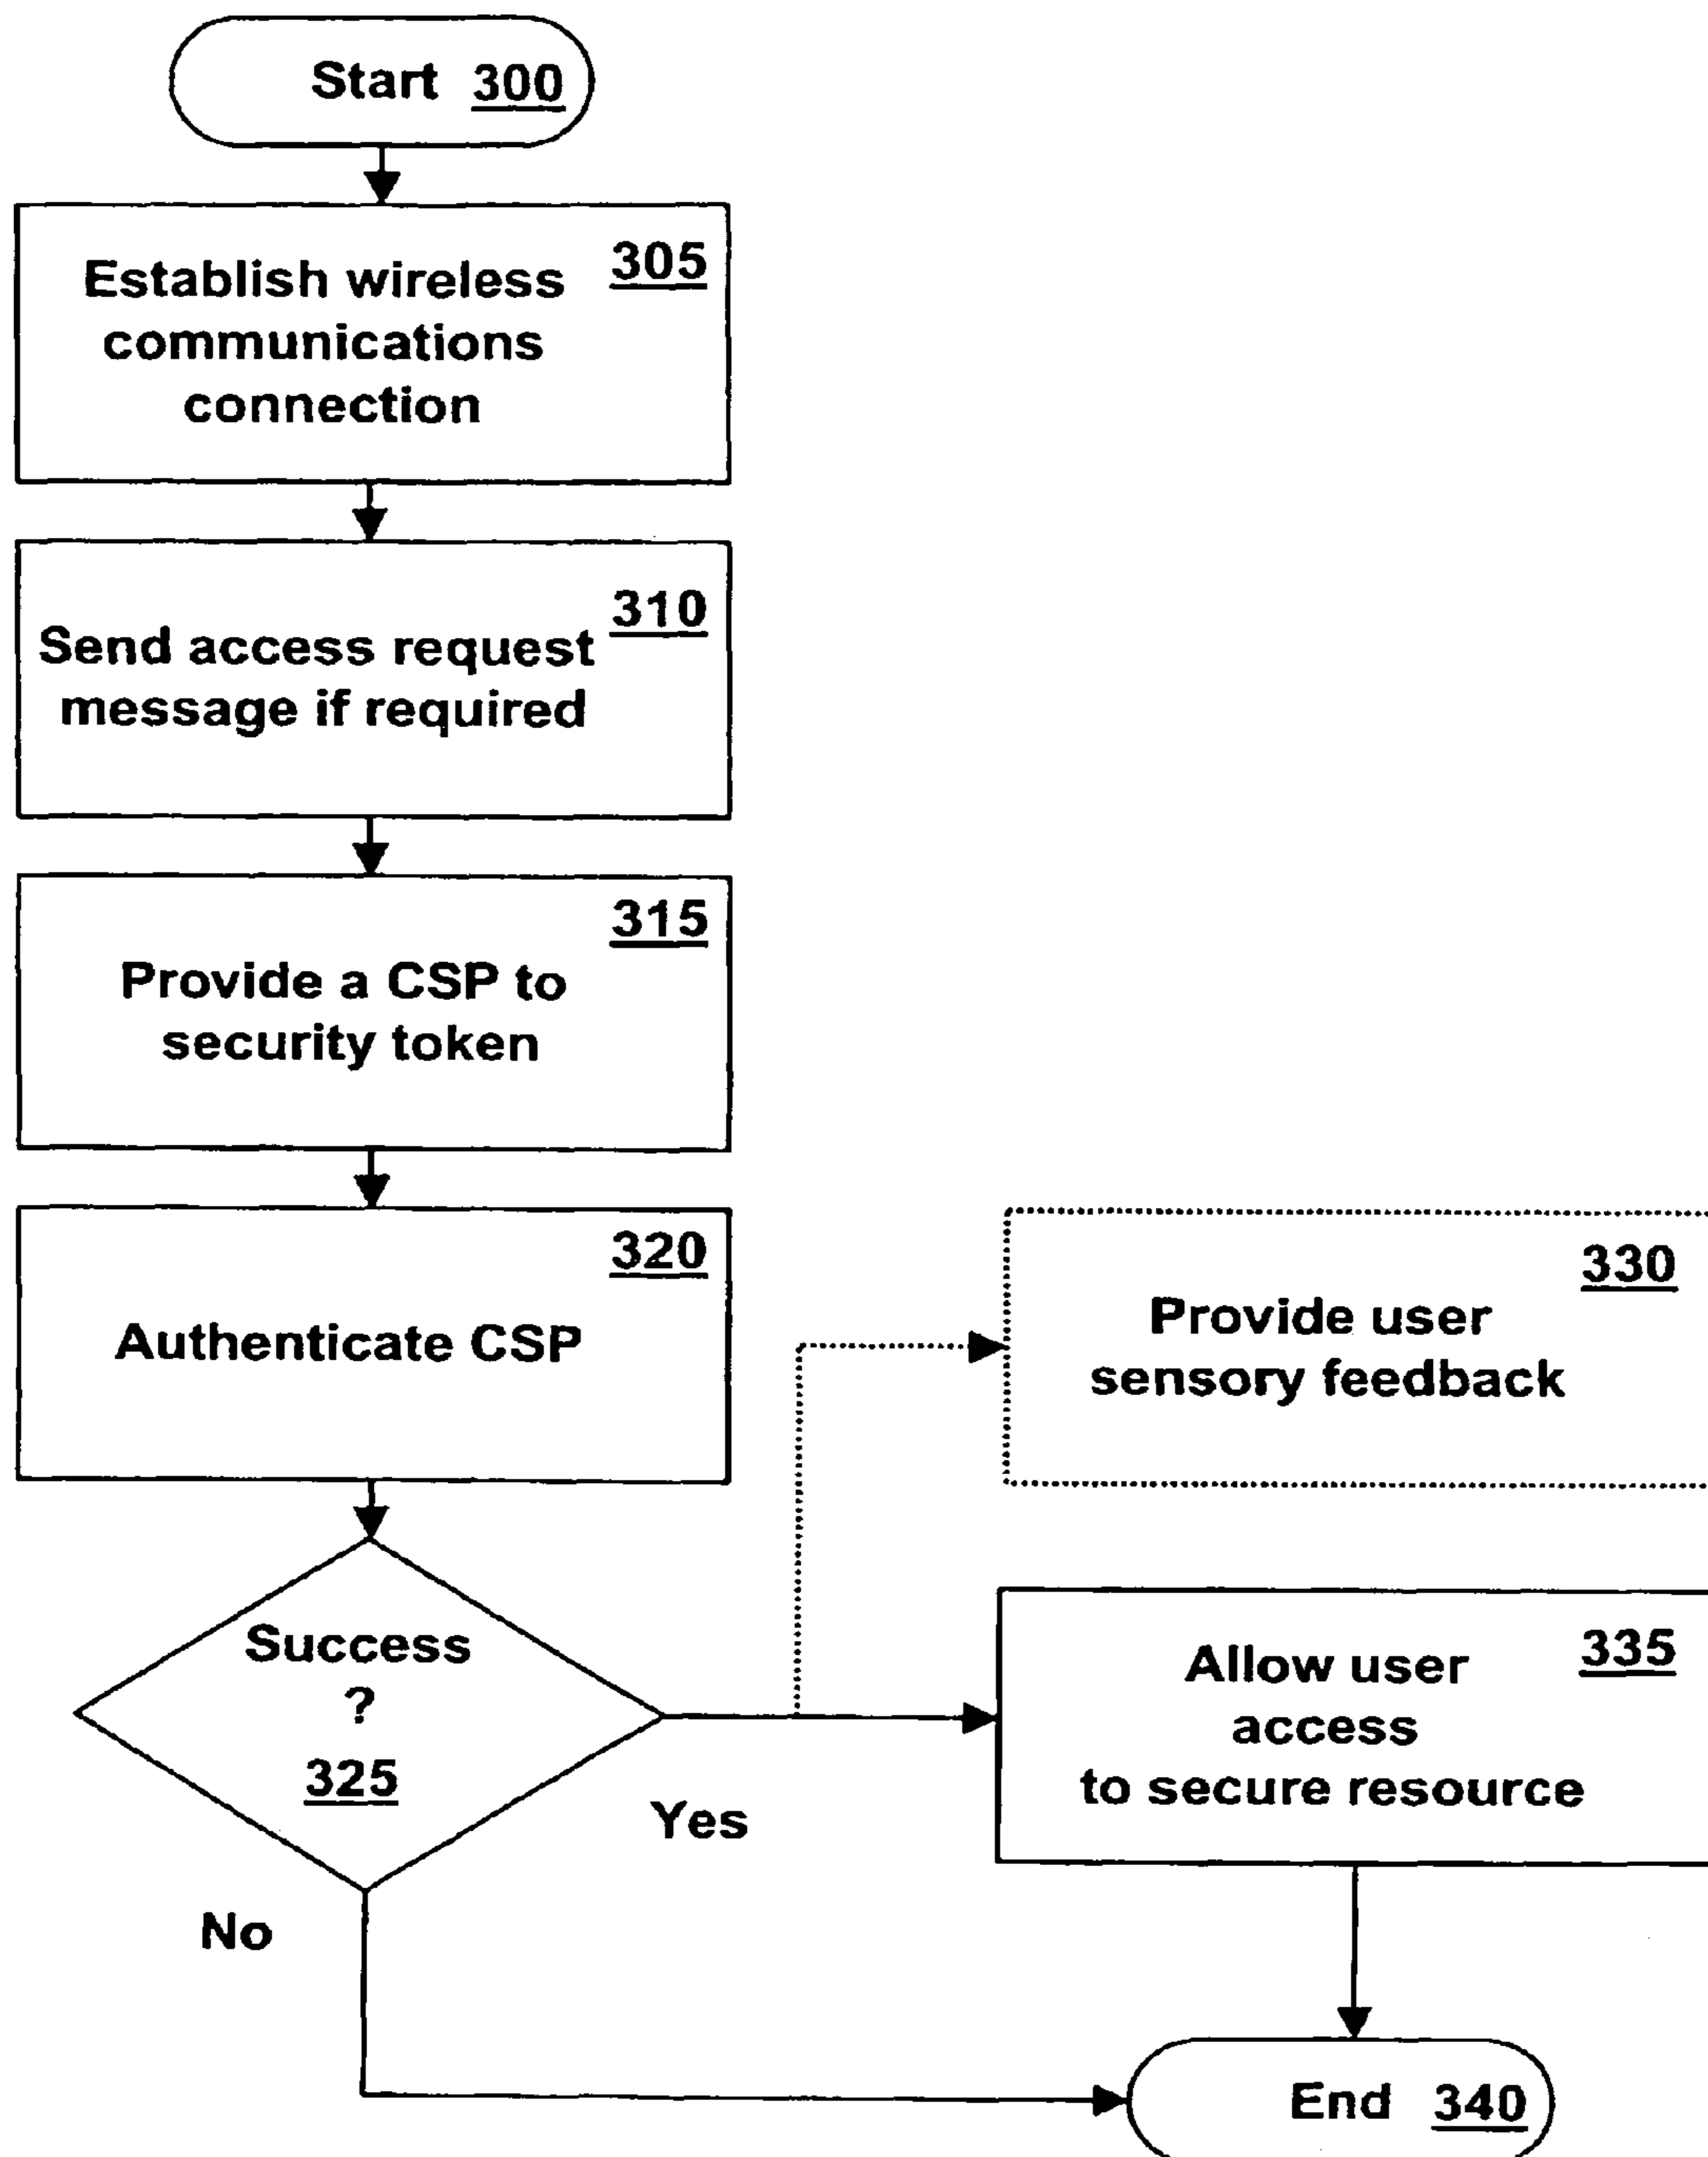 Start 300
305
Establish wireless
communications
connection
310
Send access request
message if required
315
Provide a CSP to
security token
320
Authenticate CSP
330
Provide user
sensory feedback
Success
?
325
Yes
No
335
Allow user
access
to secure resource
End 340